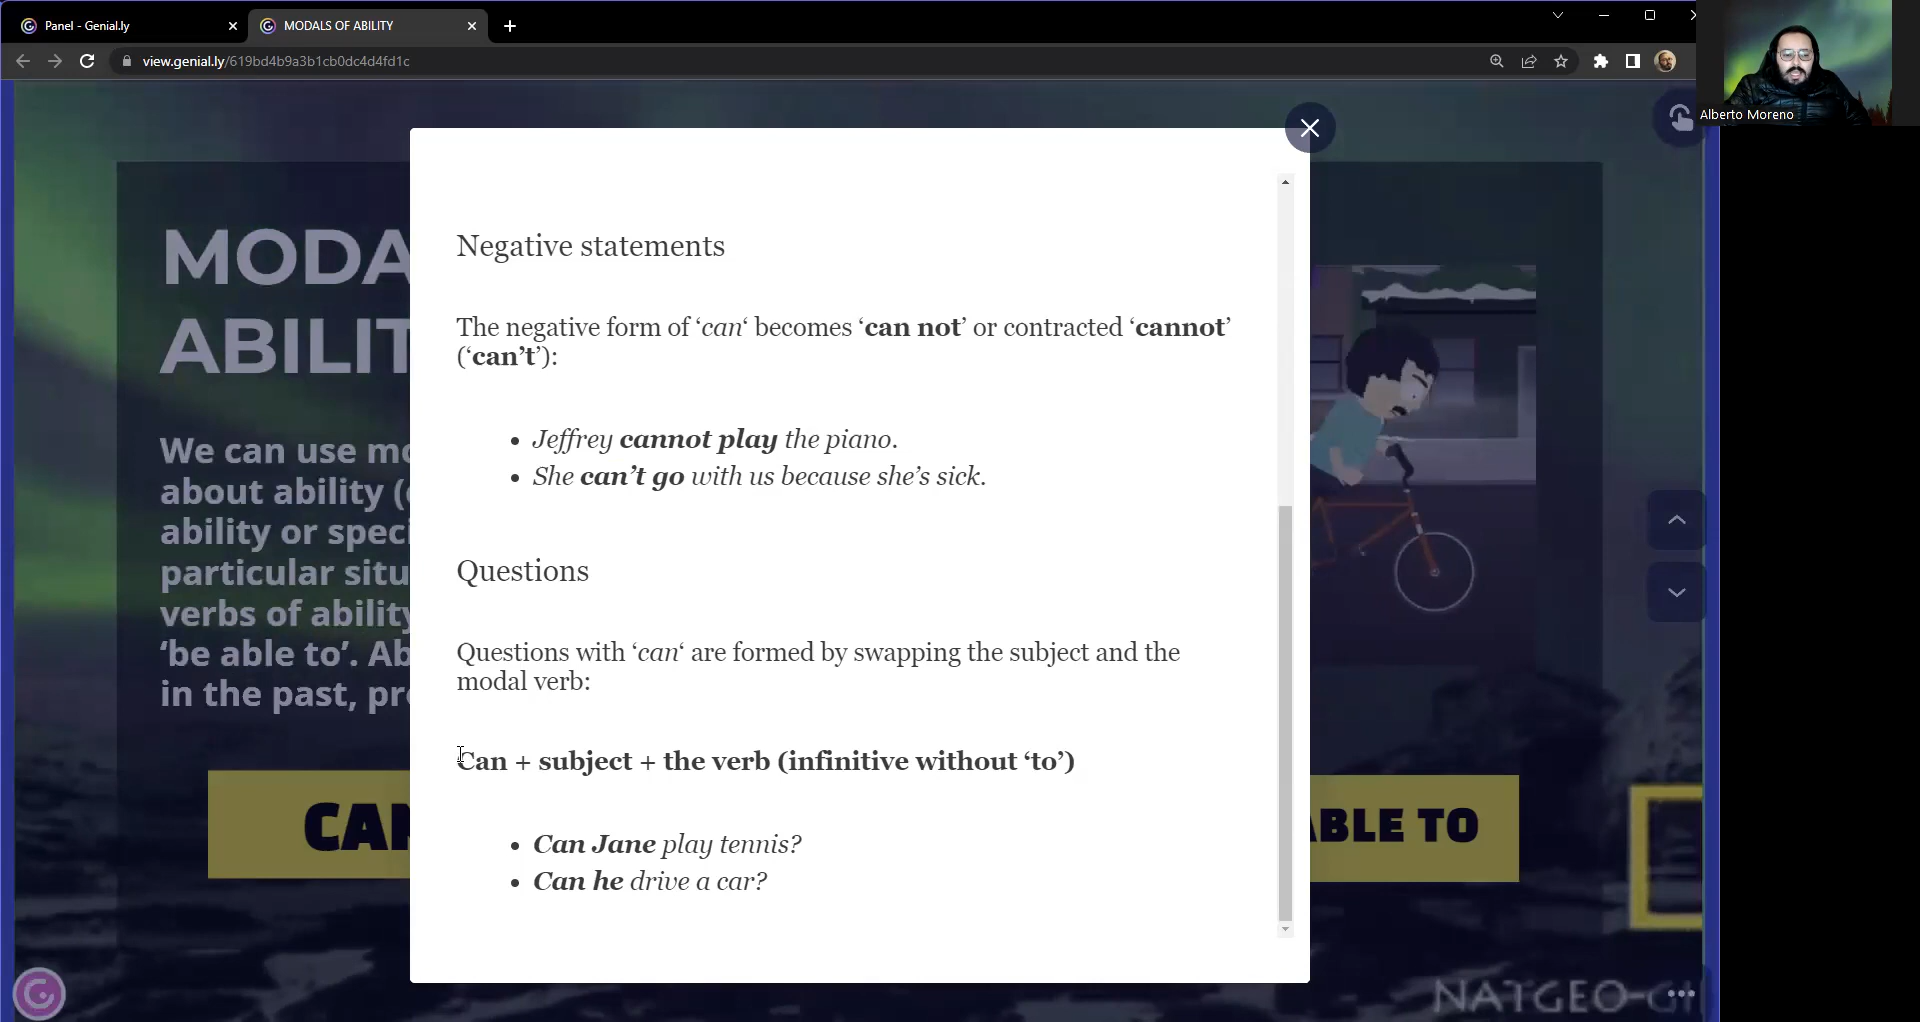 Panel - Genial.ly
MODALS OF ABILITY
view.genial.ly/619bd4b9a3b1cb0dc4d4fd1c
Alberto Moreno
MODA
ABILIT
We can use mo
about ability (
ability or speci
particular situ
verbs of ability
‘be able to’. Ab
in the past, pr
CAN
Negative statements
The negative form of ‘can‘ becomes ‘can not’ or contracted ‘cannot’
(‘can’t’):
• Jeffrey cannot play the piano.
• She can’t go with us because she’s sick.
Questions
Questions with ‘can‘ are formed by swapping the subject and the
modal verb:
Can + subject + the verb (infinitive without ‘to’)
• Can Jane play tennis?
• Can he drive a car?
ABLE TO
NATGEO-GI